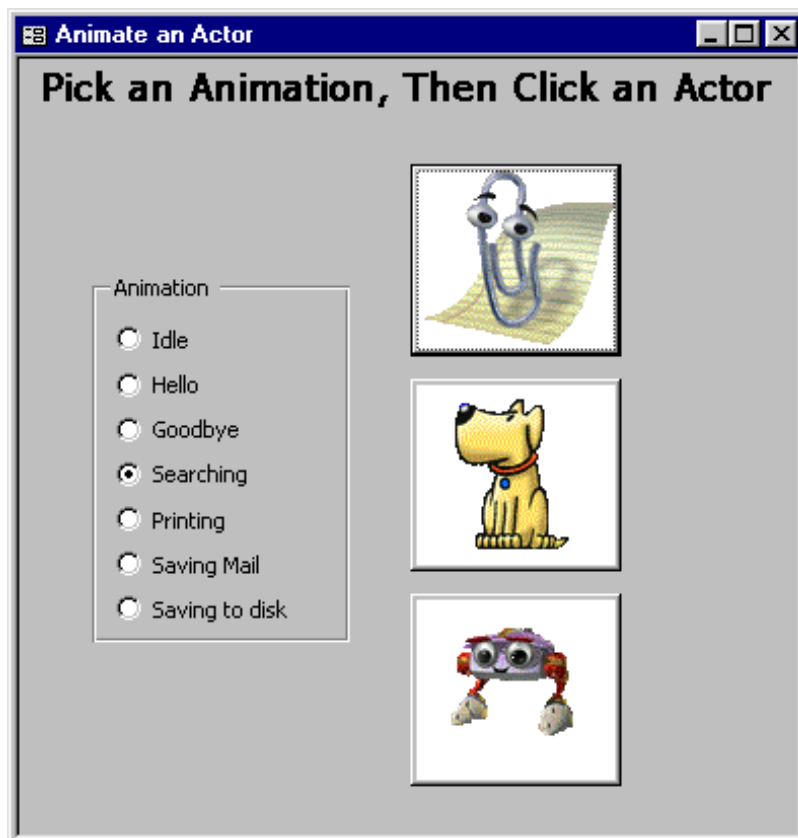 Animate an Actor
Pick an Animation, Then Click an Actor
Animation
Idle
Hello
Goodbye
Searching
Printing
Saving Mail
Saving to disk